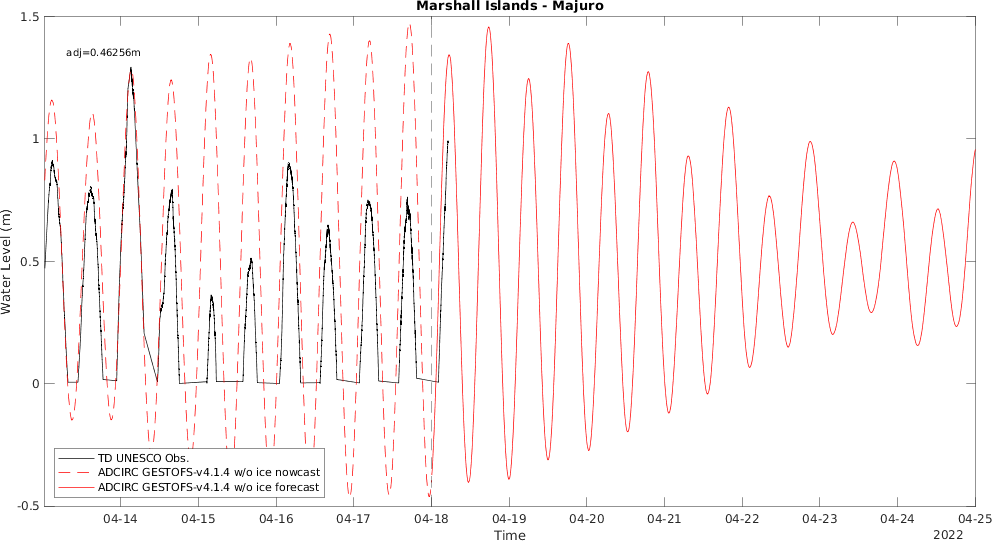 Marshall Islands - Majuro
adj=0.46256m
Water Level (m)
1.5
1
0.5
0
-0.5
TD UNESCO Obs.
ADCIRC GESTOFS-v4.1.4 w/o ice nowcast
ADCIRC GESTOFS-v4.1.4 w/o ice forecast
04-14 04-15 04-16 04-17 04-18 04-19 04-20 04-21 04-22 04-23 04-24 04-25
Time
2022